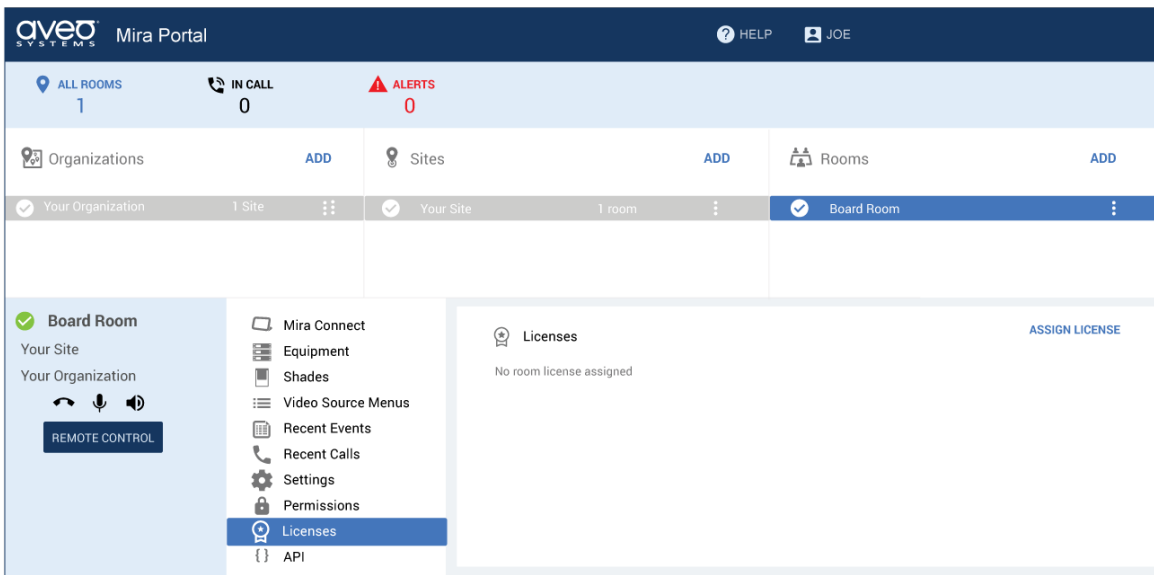 aveo SYSTEMS Mira Portal HELP JOE
ALL ROOMS IN CALL ALERTS
1 0 0
Organizations ADD Sites ADD Rooms ADD
Your Organization 1 Site Your Site 1 room Board Room
Board Room
Your Site
Your Organization
REMOTE CONTROL
Mira Connect
Equipment
Shades
Video Source Menus
Recent Events
Recent Calls
Settings
Permissions
Licenses
{} API
Licenses ASSIGN LICENSE
No room license assigned